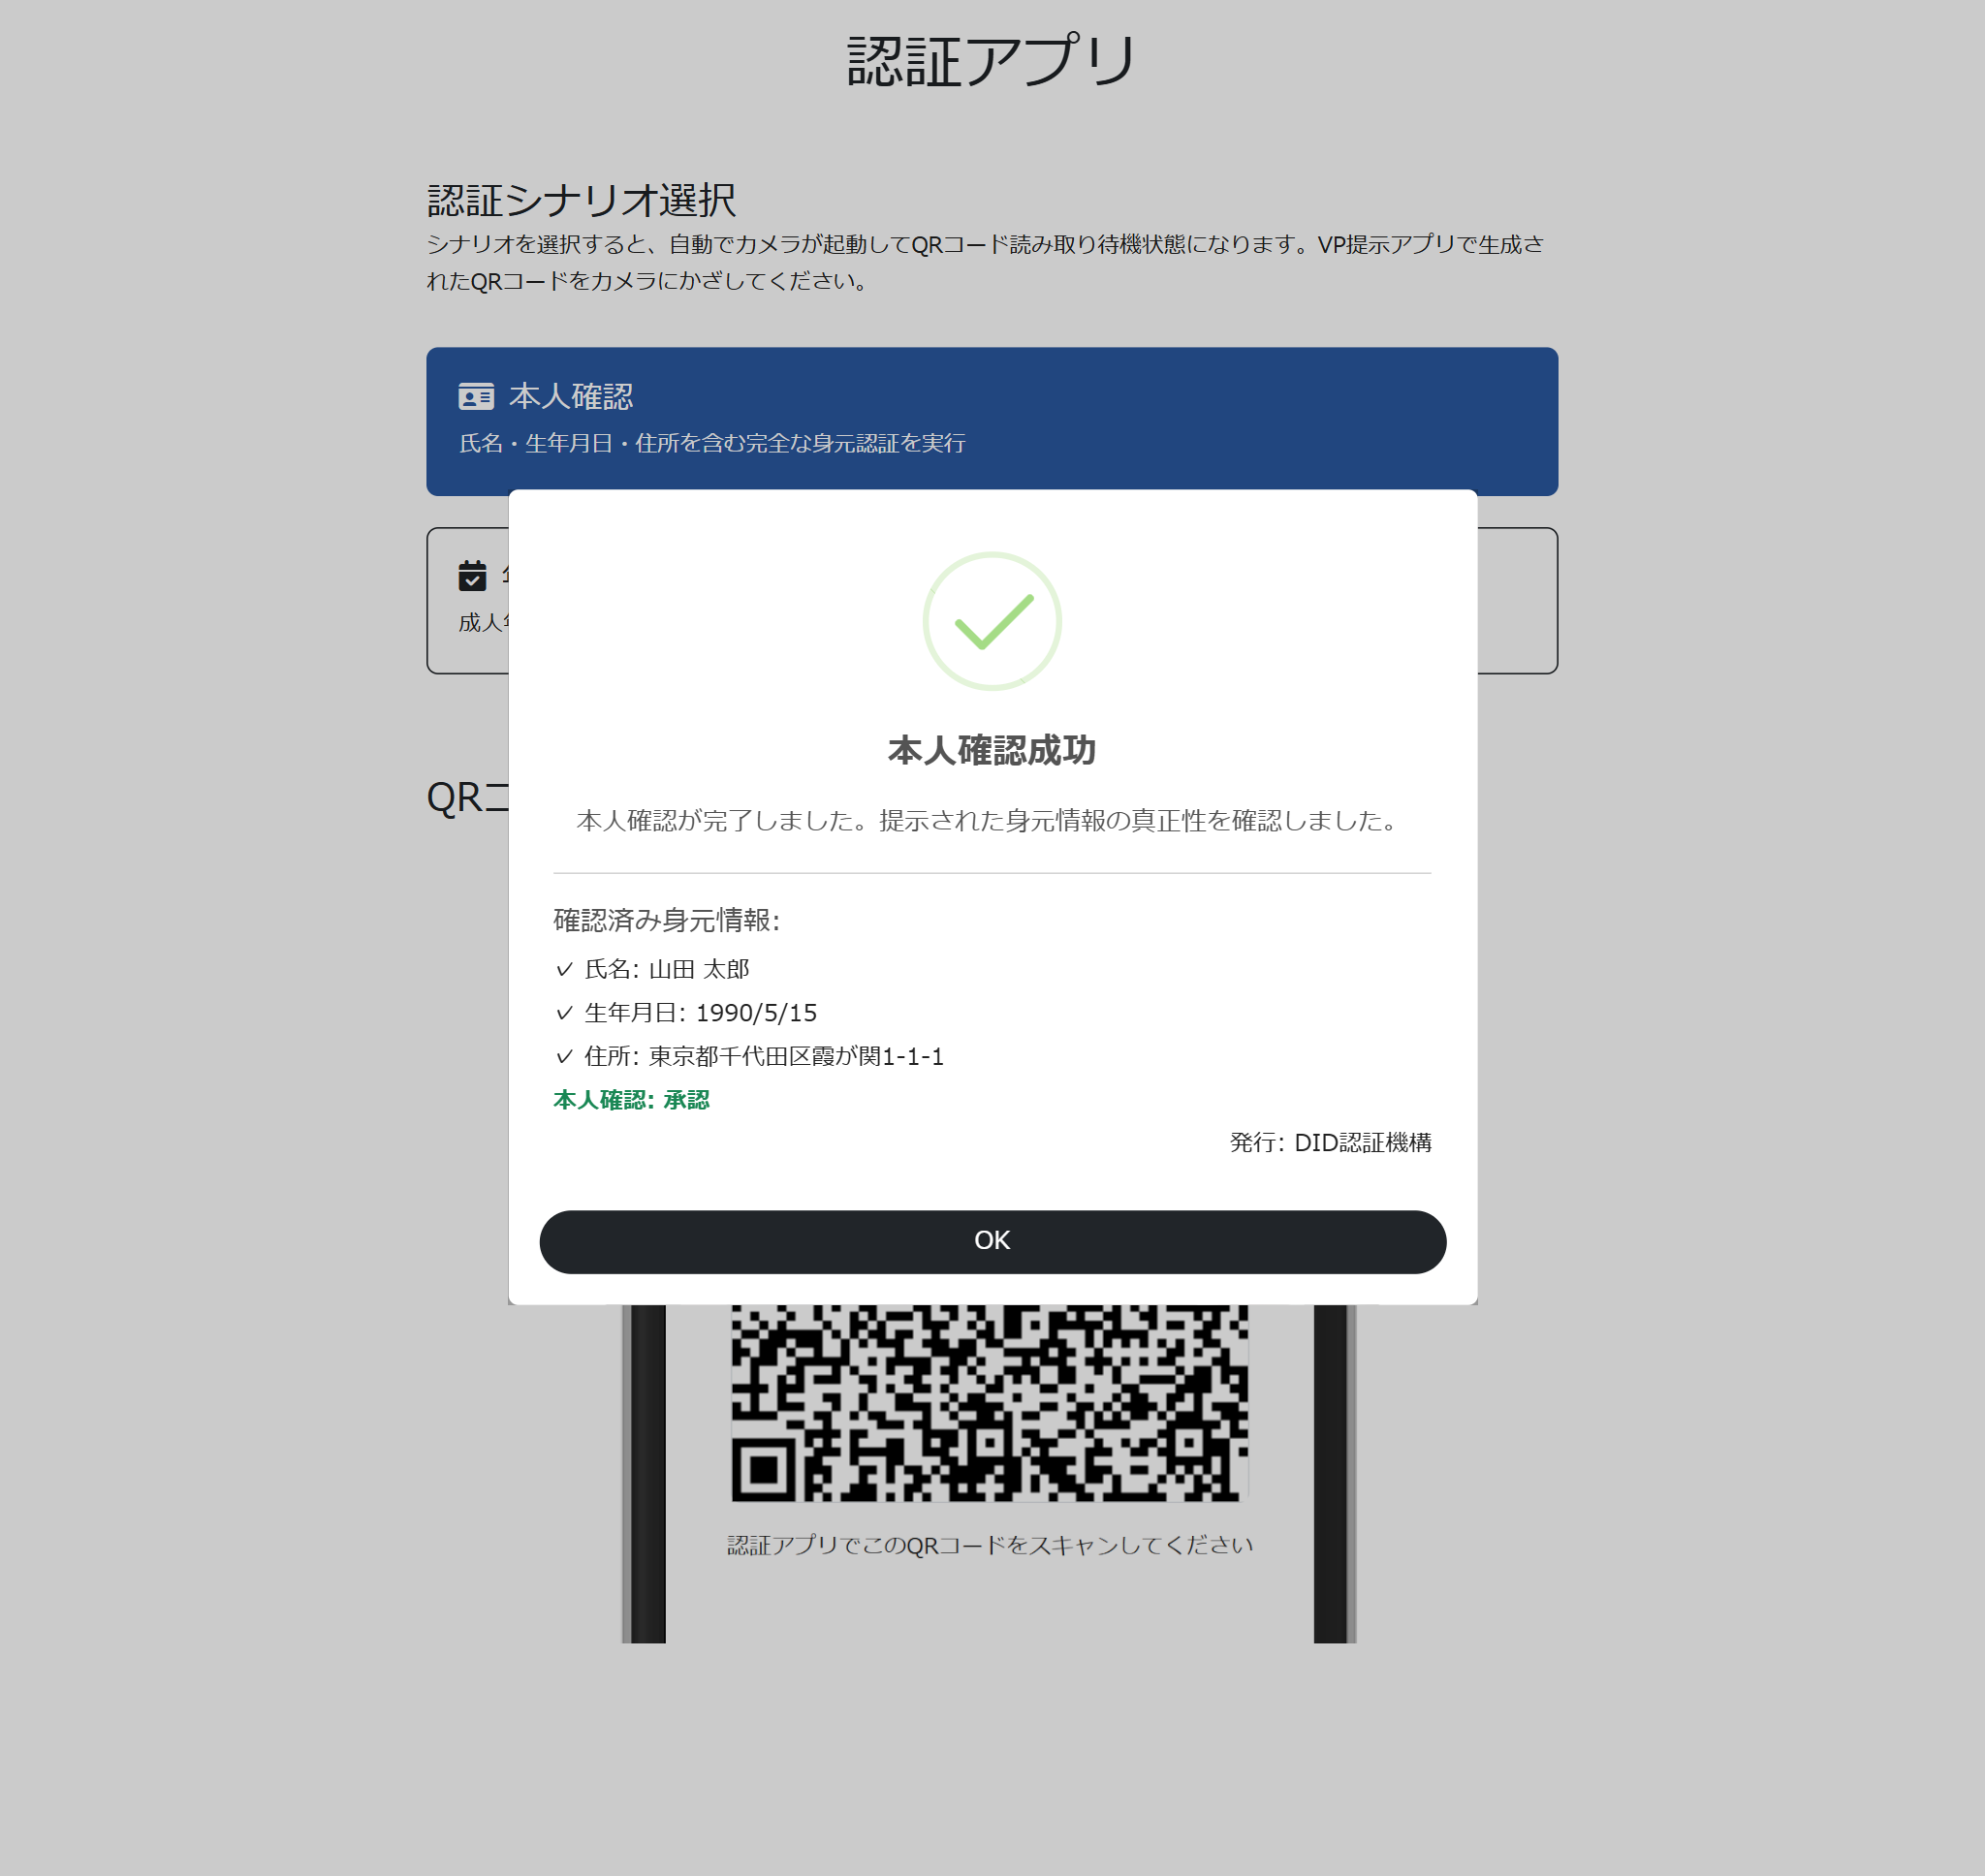 認証アプリ
認証シナリオ選択
シナリオを選択すると、自動でカメラが起動してQRコード読み取り待機状態になります。VP提示アプリで生成さ
れたQRコードをカメラにかざしてください。
本人確認
氏名・生年月日・住所を含む完全な身元認証を実行
成人
QRコ
本人確認成功
本人確認が完了しました。提示された身元情報の真正性を確認しました。
確認済み身元情報:
✓ 氏名: 山田 太郎
✓ 生年月日: 1990/5/15
✓ 住所: 東京都千代田区霞が関1-1-1
本人確認: 承認
発行: DID認証機構
OK
認証アプリでこのQRコードをスキャンしてください